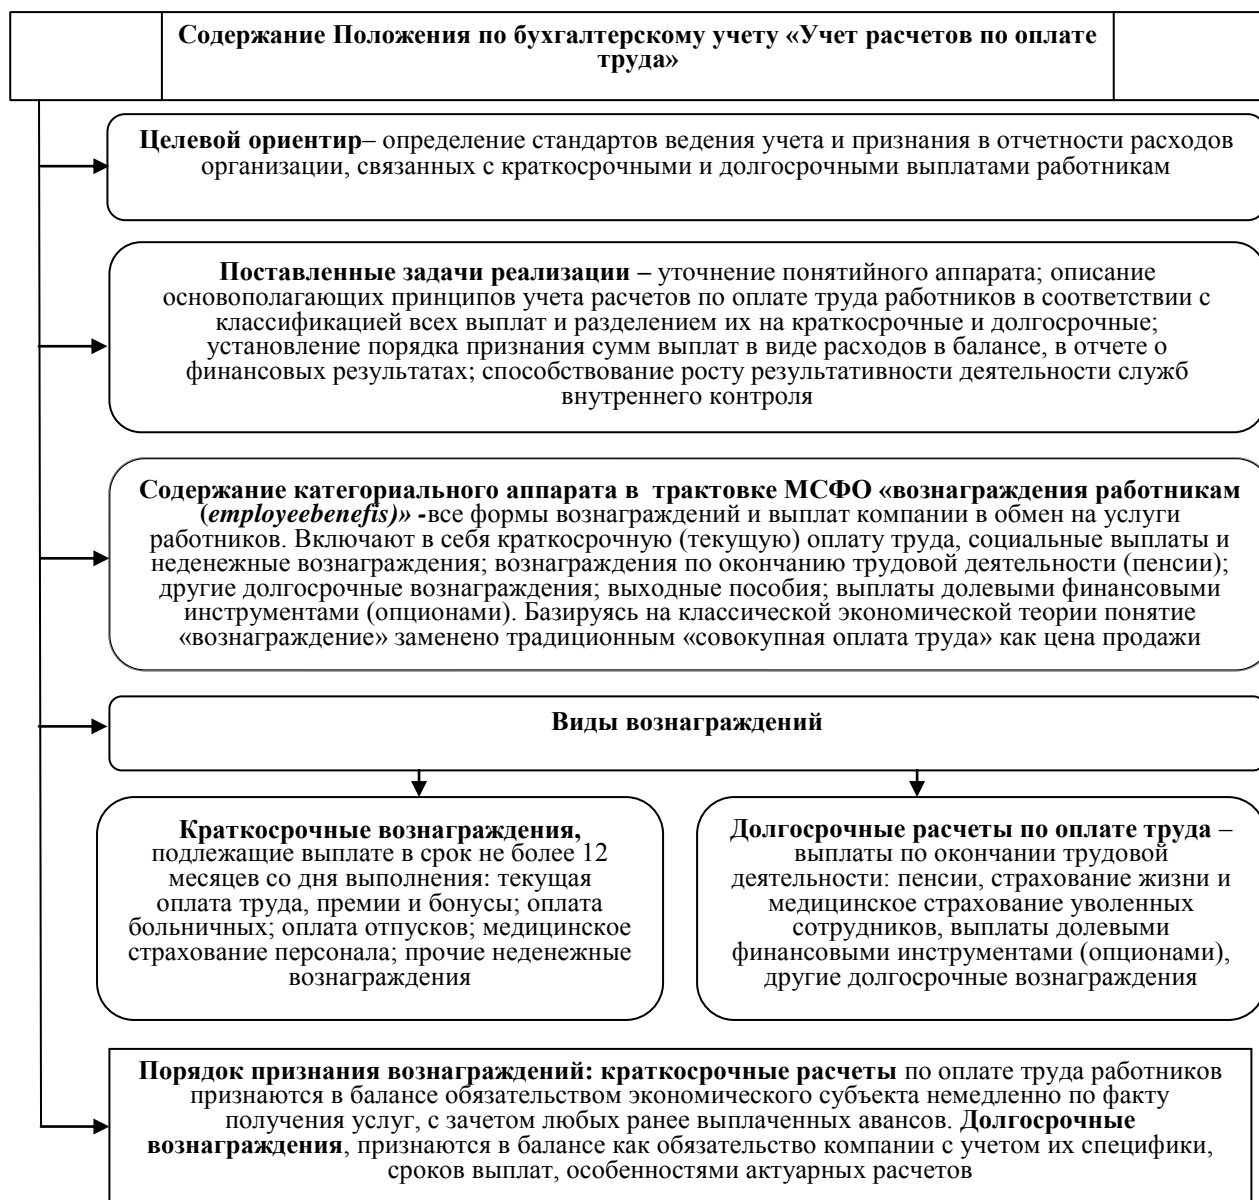 Содержание Положения по бухгалтерскому учету «Учет расчетов по оплате
труда»
Целевой ориентир– определение стандартов ведения учета и признания в отчетности расходов
организации, связанных с краткосрочными и долгосрочными выплатами работникам
Поставленные задачи реализации – уточнение понятийного аппарата; описание
основополагающих принципов учета расчетов по оплате труда работников в соответствии с
классификацией всех выплат и разделением их на краткосрочные и долгосрочные;
установление порядка признания сумм выплат в виде расходов в балансе, в отчете о
финансовых результатах; способствование росту результативности деятельности служб
внутреннего контроля
Содержание категориального аппарата в трактовке МСФО «вознаграждения работникам
(employeebenefis)» -все формы вознаграждений и выплат компании в обмен на услуги
работников. Включают в себя краткосрочную (текущую) оплату труда, социальные выплаты и
неденежные вознаграждения; вознаграждения по окончанию трудовой деятельности (пенсии);
другие долгосрочные вознаграждения; выходные пособия; выплаты долевыми финансовыми
инструментами (опционами). Базируясь на классической экономической теории понятие
«вознаграждение» заменено традиционным «совокупная оплата труда» как цена продажи
Виды вознаграждений
Краткосрочные вознаграждения,
подлежащие выплате в срок не более 12
месяцев со дня выполнения: текущая
оплата труда, премии и бонусы; оплата
больничных; оплата отпусков; медицинское
страхование персонала; прочие неденежные
вознаграждения
Долгосрочные расчеты по оплате труда –
выплаты по окончании трудовой
деятельности: пенсии, страхование жизни и
медицинское страхование уволенных
сотрудников, выплаты долевыми
финансовыми инструментами (опционами),
другие долгосрочные вознаграждения
Порядок признания вознаграждений: краткосрочные расчеты по оплате труда работников
признаются в балансе обязательством экономического субъекта немедленно по факту
получения услуг, с зачетом любых ранее выплаченных авансов. Долгосрочные
вознаграждения, признаются в балансе как обязательство компании с учетом их специфики,
сроков выплат, особенностями актуарных расчетов